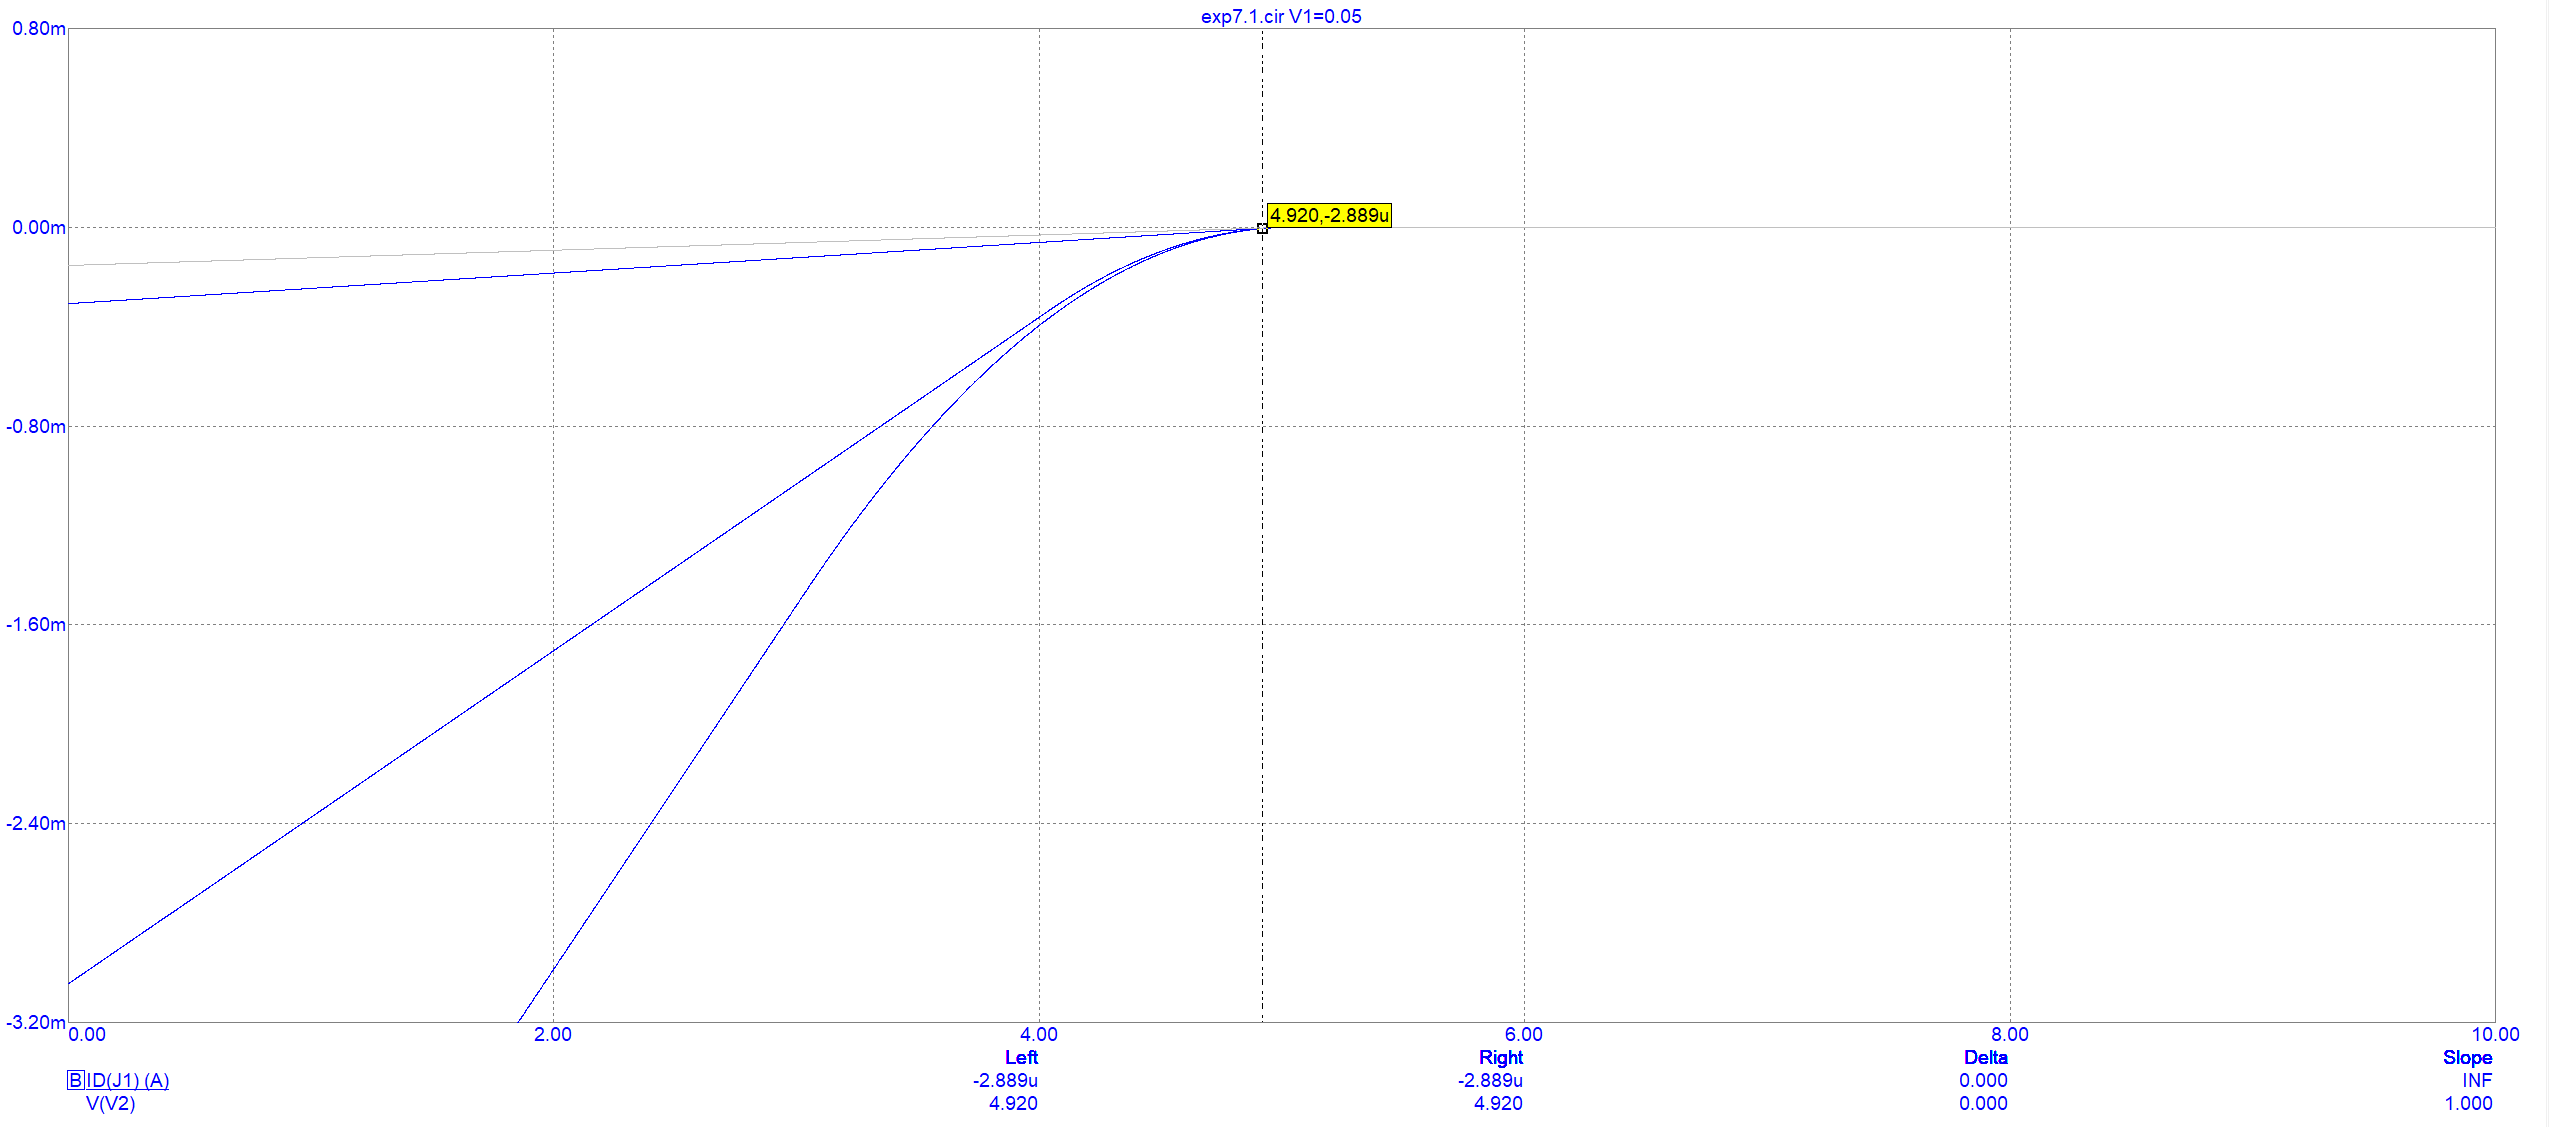 exp7.1.cir V1=0.05
0.80m
4.920,-2.889u
0.00m
-0.80m
-1.60m
-2.40m
-3.20m
0.00 2.00 4.00 6.00 8.00 10.00
Left Right Delta Slope
B ID(J1) (A) -2.889u -2.889u 0.000 INF
V(V2) 4.920 4.920 0.000 1.000